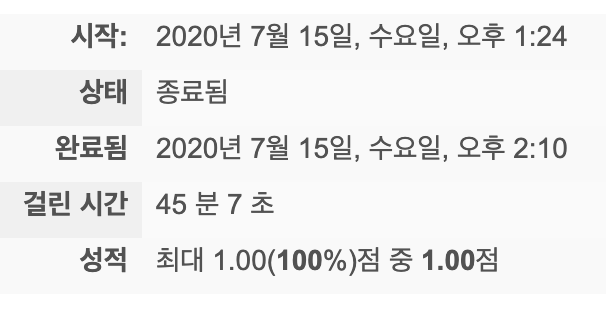 시작: 2020년 7월 15일, 수요일, 오후 1:24
상태 종료됨
완료됨 2020년 7월 15일, 수요일, 오후 2:10
걸린 시간 45 분 7 초
성적 최대 1.00(100%)점 중 1.00점